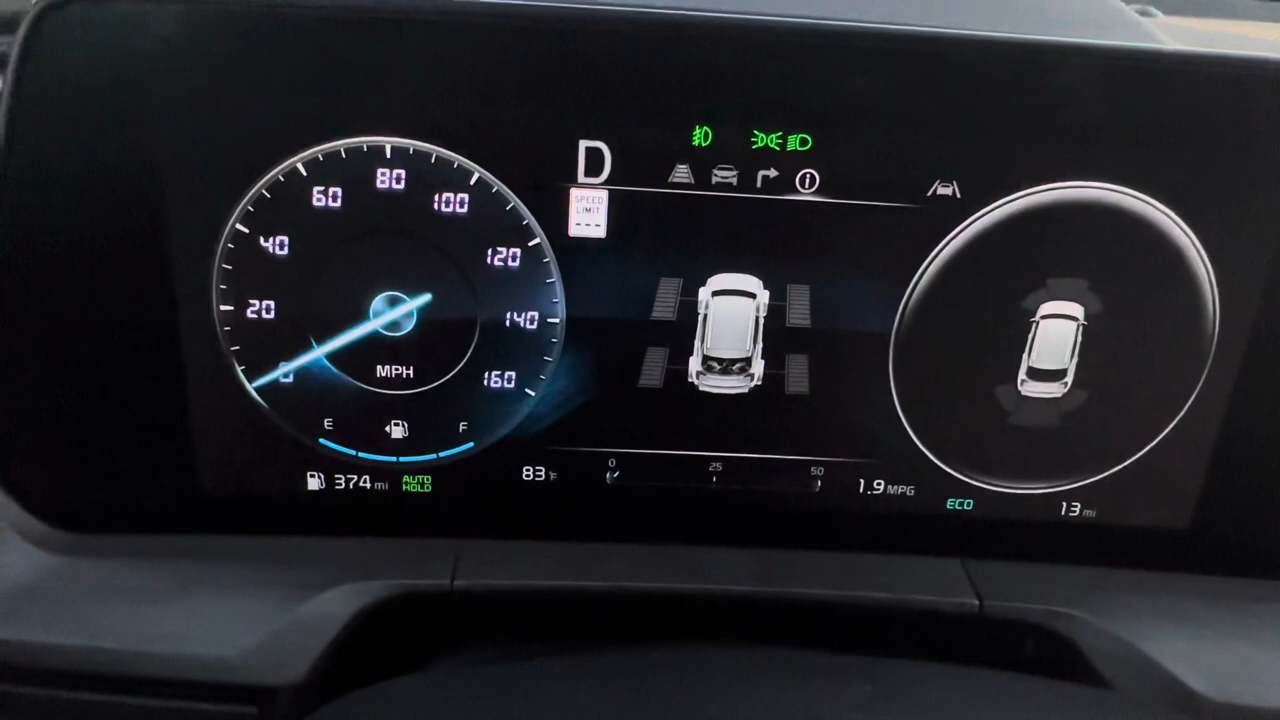 D
SPEED
LIMIT
---
0
20
40
60
80
100
120
140
160
MPH
E
F
374 mi
AUTO
HOLD
83°F
0
25
50
1.9 MPG
ECO
13 mi